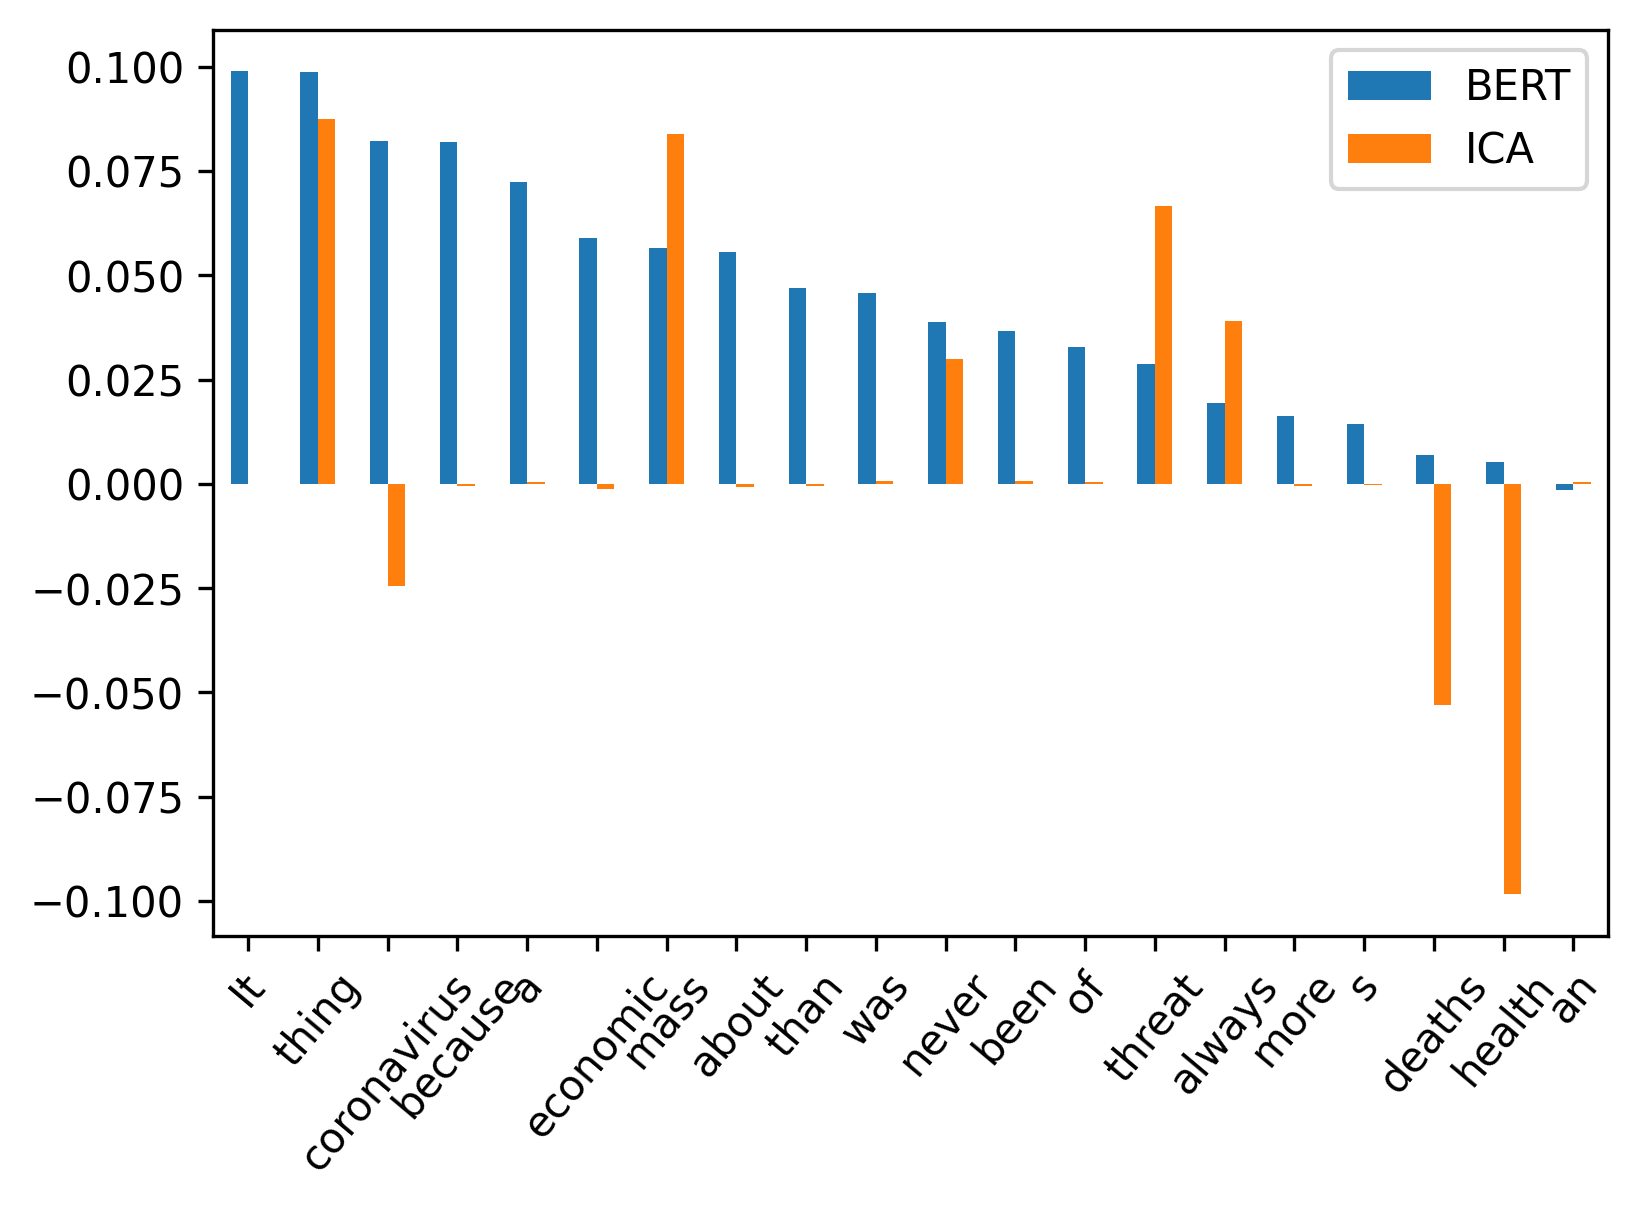 0.100
0.075
0.050
0.025
0.000
−0.025
−0.050
−0.075
−0.100
BERT
ICA
It
thing
coronavirus
because
a
economic
mass
about
than
was
never
been
of
threat
always
more
s
deaths
health
an